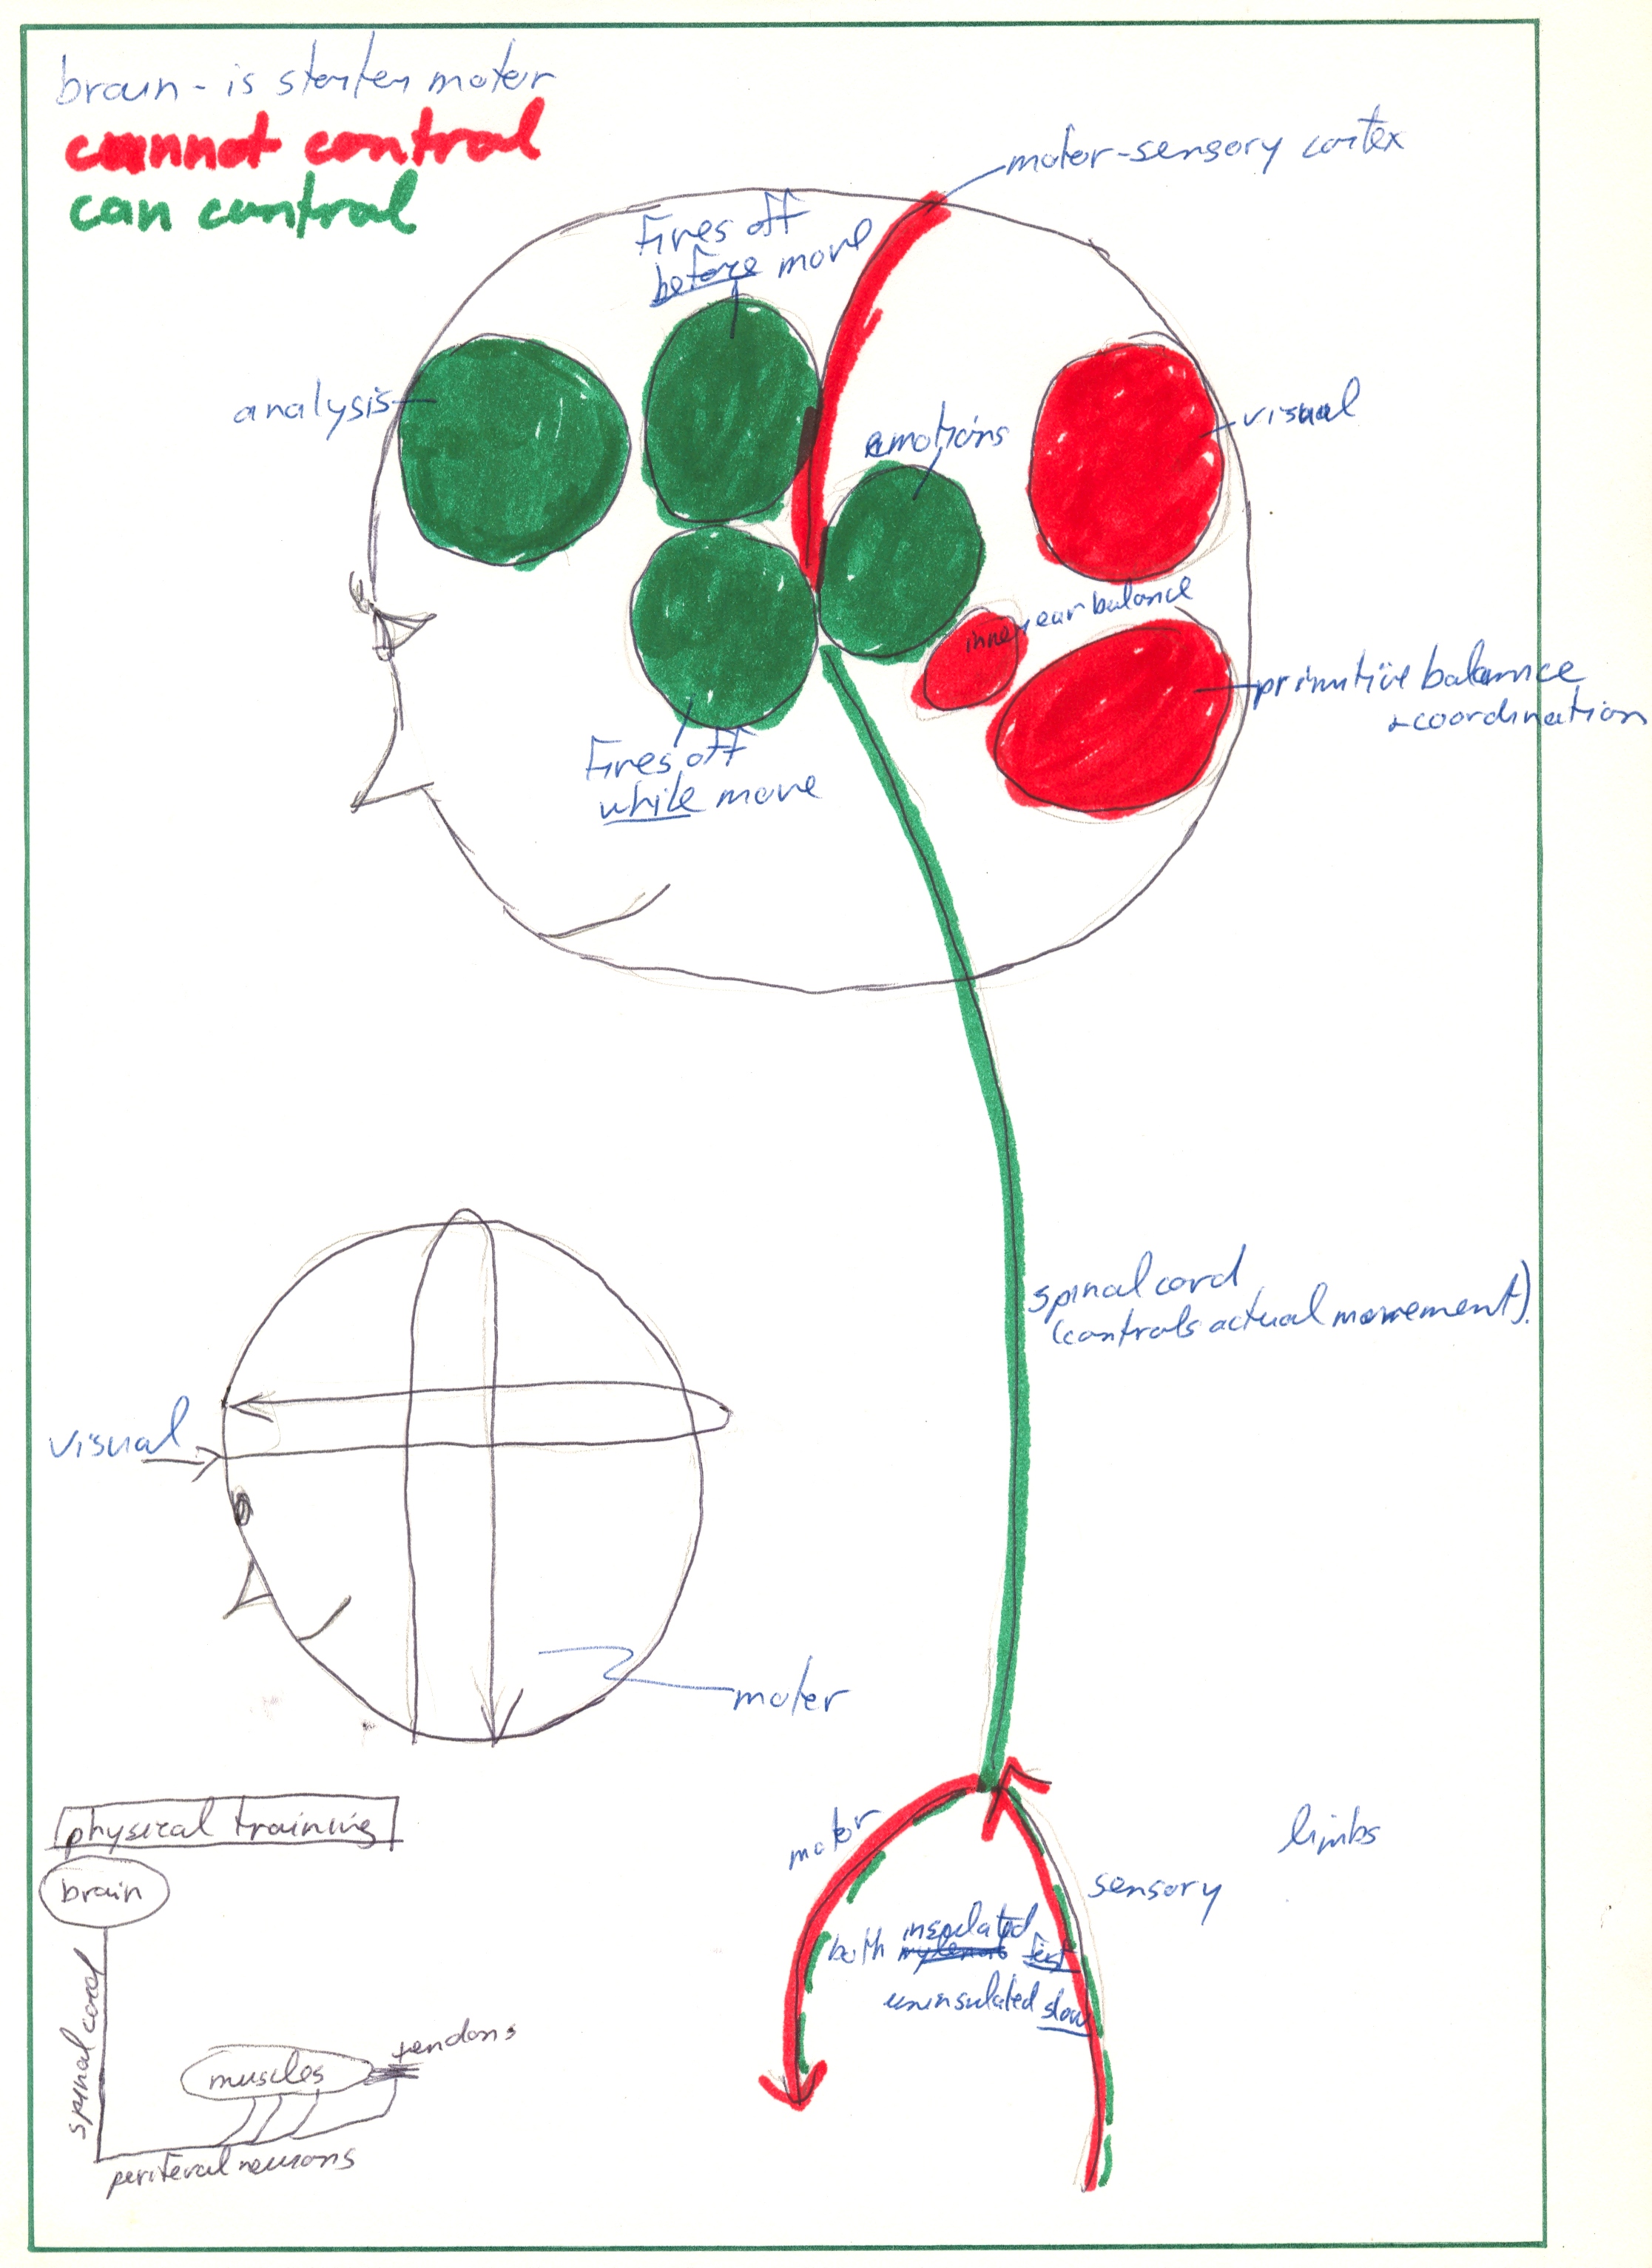 brain - is starter motor
cannot control
can control
motor-sensory cortex
Fires off
before move
analysis
emotions
visual
inner ear balance
primitive balance
+ coordination
Fires off
while move
spinal cord
(controls actual movement).
visual
motor
physical training
brain
spinal cord
muscles
tendons
periferal neurons
motor
sensory
limbs
both insulated fast
uninsulated slow